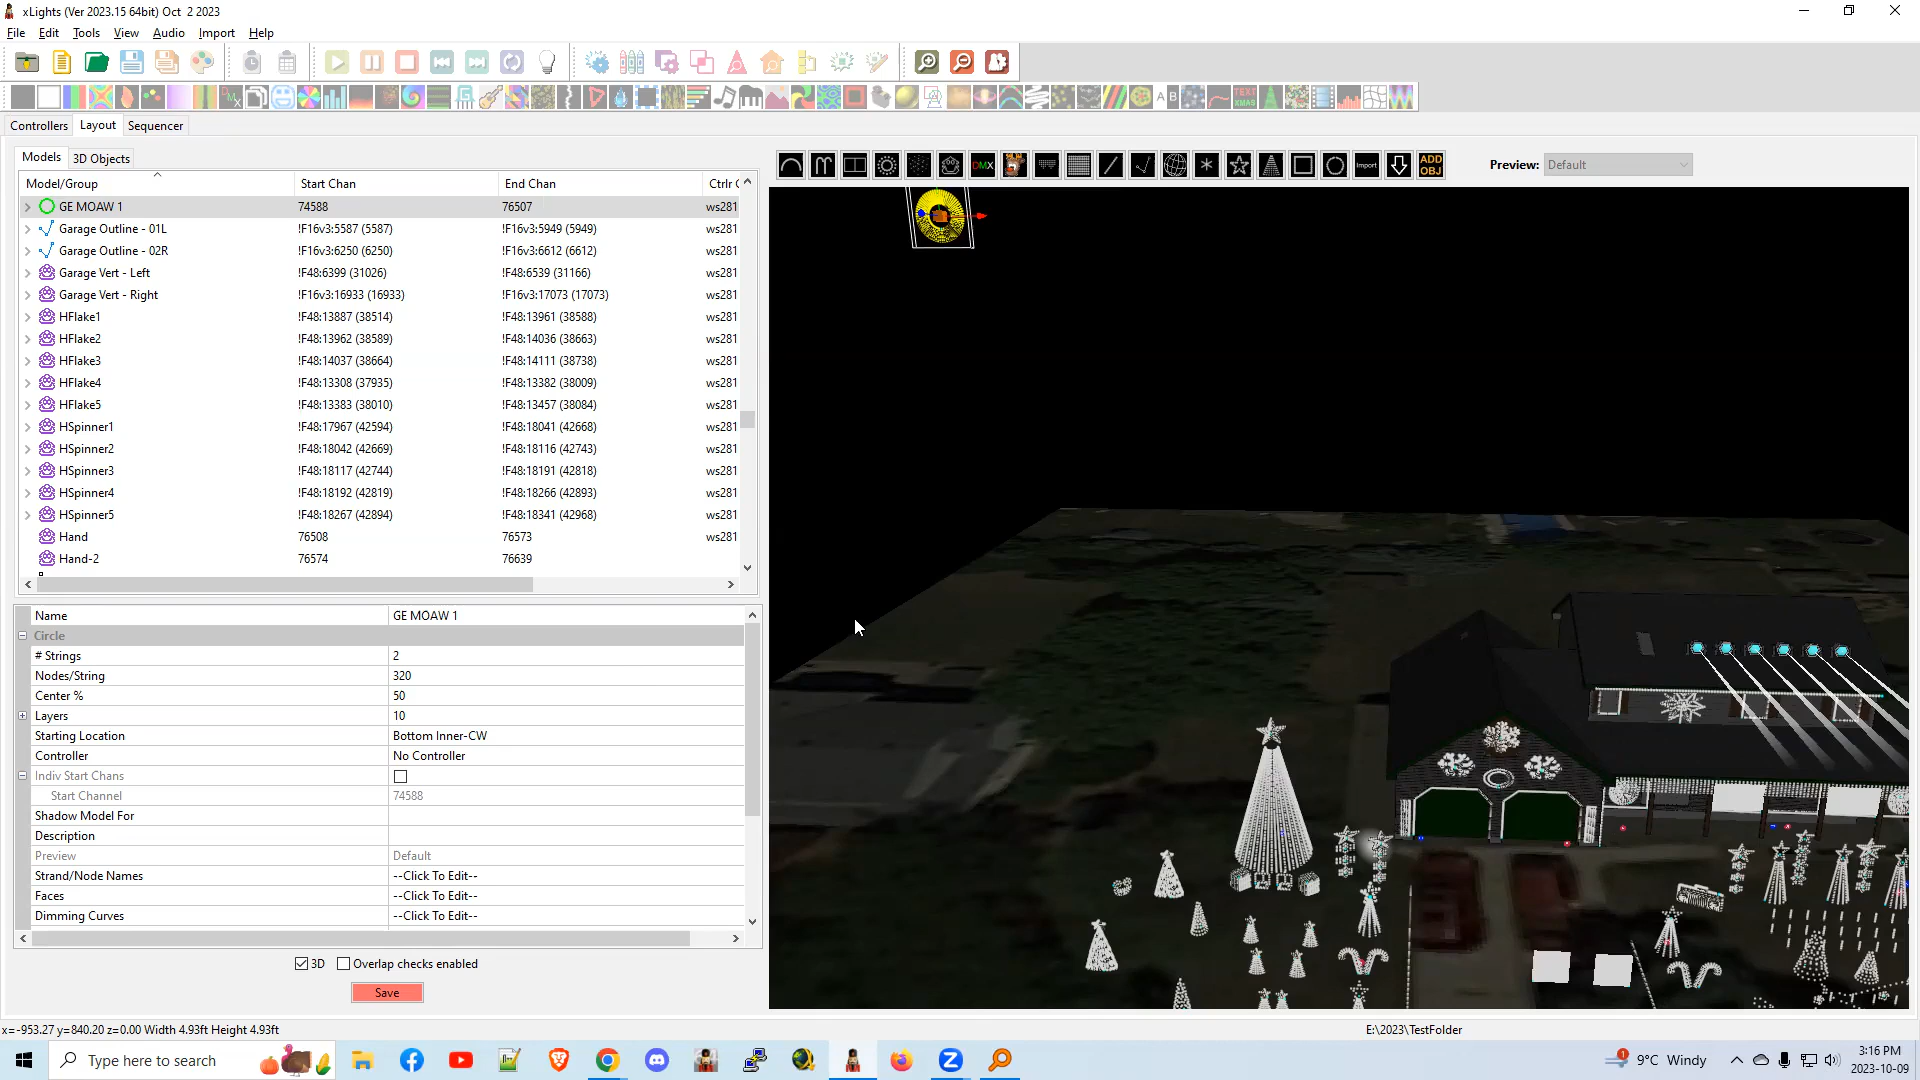 xLights (Ver 2023.15 64bit) Oct 2 2023
File Edit Tools View Audio Import Help
DMX
TEXT XMAS
A B
Controllers Layout Sequencer
Models 3D Objects
DMX Import ADD OBJ Preview: Default
Model/Group Start Chan End Chan Ctrlr C
GE MOAW 1 74588 76507 ws281
Garage Outline - 01L !F16v3:5587 (5587) !F16v3:5949 (5949) ws281
Garage Outline - 02R !F16v3:6250 (6250) !F16v3:6612 (6612) ws281
Garage Vert - Left !F48:6399 (31026) !F48:6539 (31166) ws281
Garage Vert - Right !F16v3:16933 (16933) !F16v3:17073 (17073) ws281
HFlake1 !F48:13887 (38514) !F48:13961 (38588) ws281
HFlake2 !F48:13962 (38589) !F48:14036 (38663) ws281
HFlake3 !F48:14037 (38664) !F48:14111 (38738) ws281
HFlake4 !F48:13308 (37935) !F48:13382 (38009) ws281
HFlake5 !F48:13383 (38010) !F48:13457 (38084) ws281
HSpinner1 !F48:17967 (42594) !F48:18041 (42668) ws281
HSpinner2 !F48:18042 (42669) !F48:18116 (42743) ws281
HSpinner3 !F48:18117 (42744) !F48:18191 (42818) ws281
HSpinner4 !F48:18192 (42819) !F48:18266 (42893) ws281
HSpinner5 !F48:18267 (42894) !F48:18341 (42968) ws281
Hand 76508 76573 ws281
Hand-2 76574 76639
Name GE MOAW 1
Circle
# Strings 2
Nodes/String 320
Center % 50
Layers 10
Starting Location Bottom Inner-CW
Controller No Controller
Indiv Start Chans
Start Channel 74588
Shadow Model For
Description
Preview Default
Strand/Node Names --Click To Edit--
Faces --Click To Edit--
Dimming Curves --Click To Edit--
3D Overlap checks enabled
Save
x=-953.27 y=840.20 z=0.00 Width 4.93ft Height 4.93ft E:\2023\TestFolder
Type here to search
1 9°C Windy
3:16 PM
2023-10-09